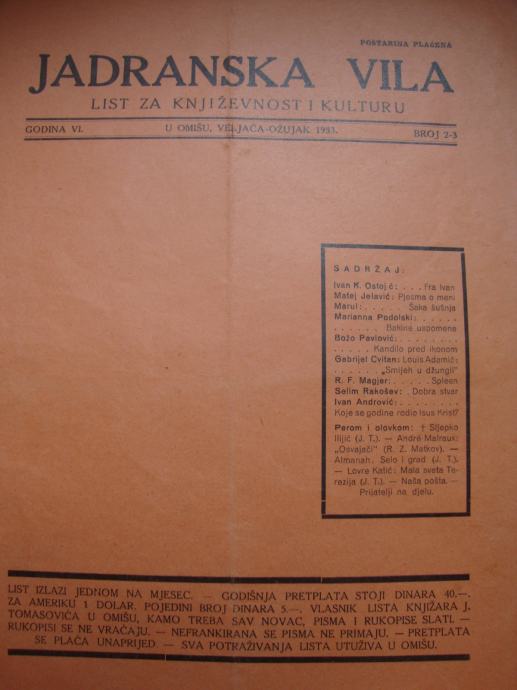 POŠTARINA PLAĆENA
JADRANSKA VILA
LIST ZA KNJIŽEVNOST I KULTURU
GODINA VI. U OMIŠU, VELJAČA-OŽUJAK 1933. BROJ 2-3
SADRŽAJ:
Ivan K. Ostojić: . . . Fra Ivan
Matej Jelavić: Pjesma o meni
Marul: . . . . . Šaka šušnja
Marianna Podolski: . . . . . .
. . . . . . Bakine uspomene
Božo Pavlović: . . . . . . . .
. . . . . Kandilo pred ikonom
Gabrijel Cvitan: Louis Adamič:
. . . . . . . „Smijeh u džungli"
R. F. Magjer: . . . . . Spleen
Selim Rakošev: . Dobra stvar
Ivan Andrović: . . . . . . . .
Koje se godine rodio Isus Krist?
Perom i olovkom: † Sljepko
Ilijić (J. T.). — André Malraux:
„Osvajači" (R. Z. Matkov). —
Almanah. Selo i grad (J. T.).
— Lovre Katić: Mala sveta Te-
rezija (J. T.). — Naša pošta. —
Prijatelji na djelu.
LIST IZLAZI JEDNOM NA MJESEC. — GODIŠNJA PRETPLATA STOJI DINARA 40.—,
ZA AMERIKU 1 DOLAR. POJEDINI BROJ DINARA 5.—. VLASNIK LISTA KNJIŽARA J.
TOMASOVIĆA U OMIŠU, KAMO TREBA SAV NOVAC, PISMA I RUKOPISE SLATI. —
RUKOPISI SE NE VRAĆAJU. — NEFRANKIRANA SE PISMA NE PRIMAJU. — PRETPLATA
SE PLAĆA UNAPRIJED. — SVA POTRAŽIVANJA LISTA UTUŽIVA U OMIŠU.